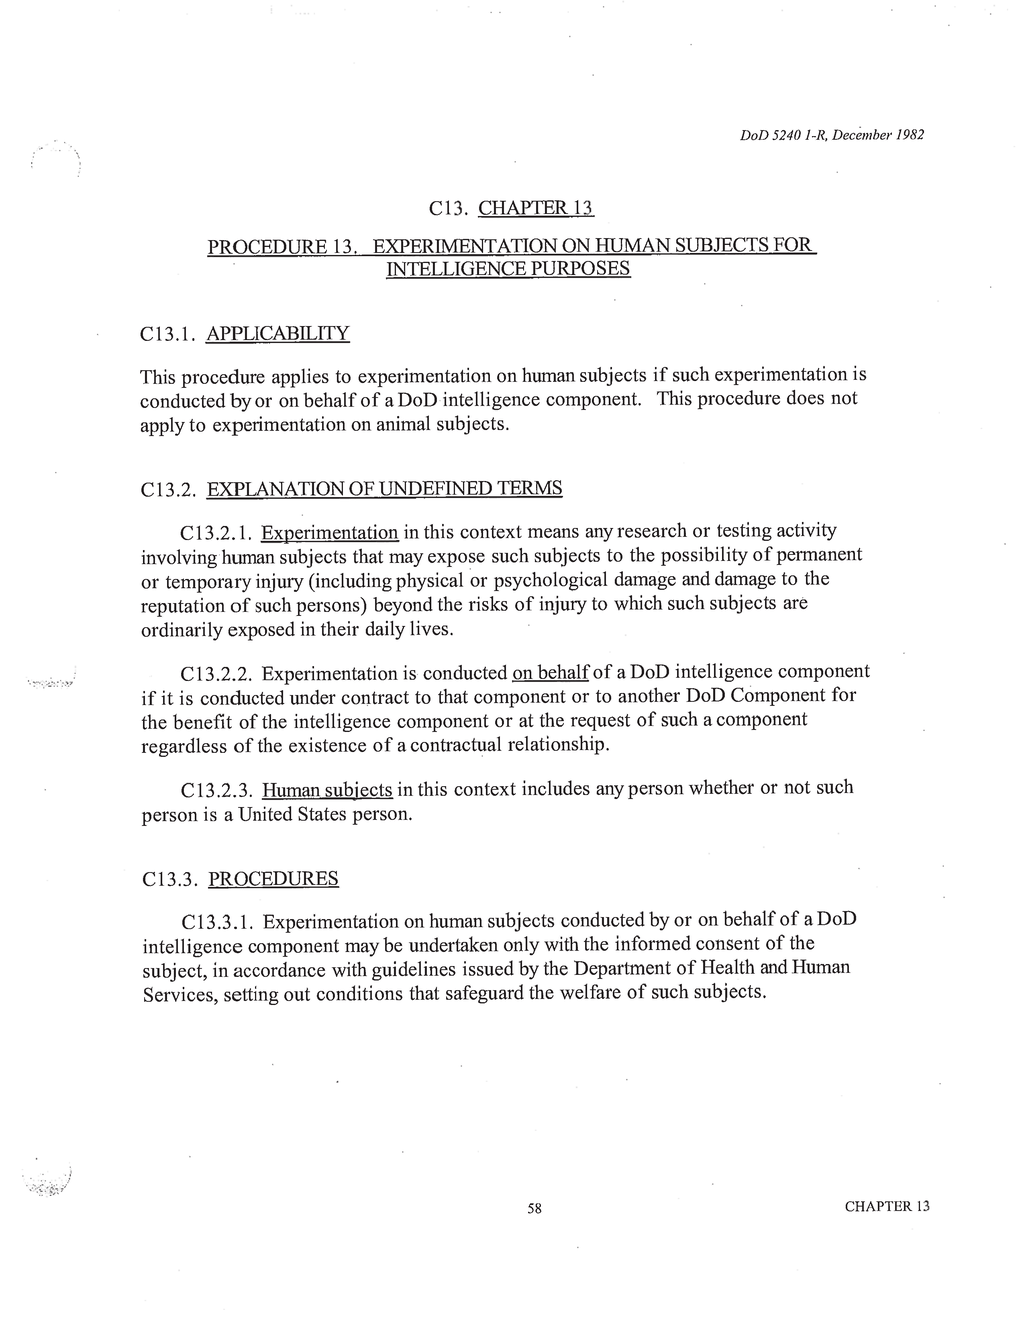 DoD 5240 1-R, December 1982
C13. CHAPTER 13
PROCEDURE 13. EXPERIMENTATION ON HUMAN SUBJECTS FOR
INTELLIGENCE PURPOSES
C13.1. APPLICABILITY
This procedure applies to experimentation on human subjects if such experimentation is
conducted by or on behalf of a DoD intelligence component. This procedure does not
apply to experimentation on animal subjects.
C13.2. EXPLANATION OF UNDEFINED TERMS
C13.2.1. Experimentation in this context means any research or testing activity
involving human subjects that may expose such subjects to the possibility of permanent
or temporary injury (including physical or psychological damage and damage to the
reputation of such persons) beyond the risks of injury to which such subjects are
ordinarily exposed in their daily lives.
C13.2.2. Experimentation is conducted on behalf of a DoD intelligence component
if it is conducted under contract to that component or to another DoD Component for
the benefit of the intelligence component or at the request of such a component
regardless of the existence of a contractual relationship.
C13.2.3. Human subjects in this context includes any person whether or not such
person is a United States person.
C13.3. PROCEDURES
C13.3.1. Experimentation on human subjects conducted by or on behalf of a DoD
intelligence component may be undertaken only with the informed consent of the
subject, in accordance with guidelines issued by the Department of Health and Human
Services, setting out conditions that safeguard the welfare of such subjects.
58
CHAPTER 13